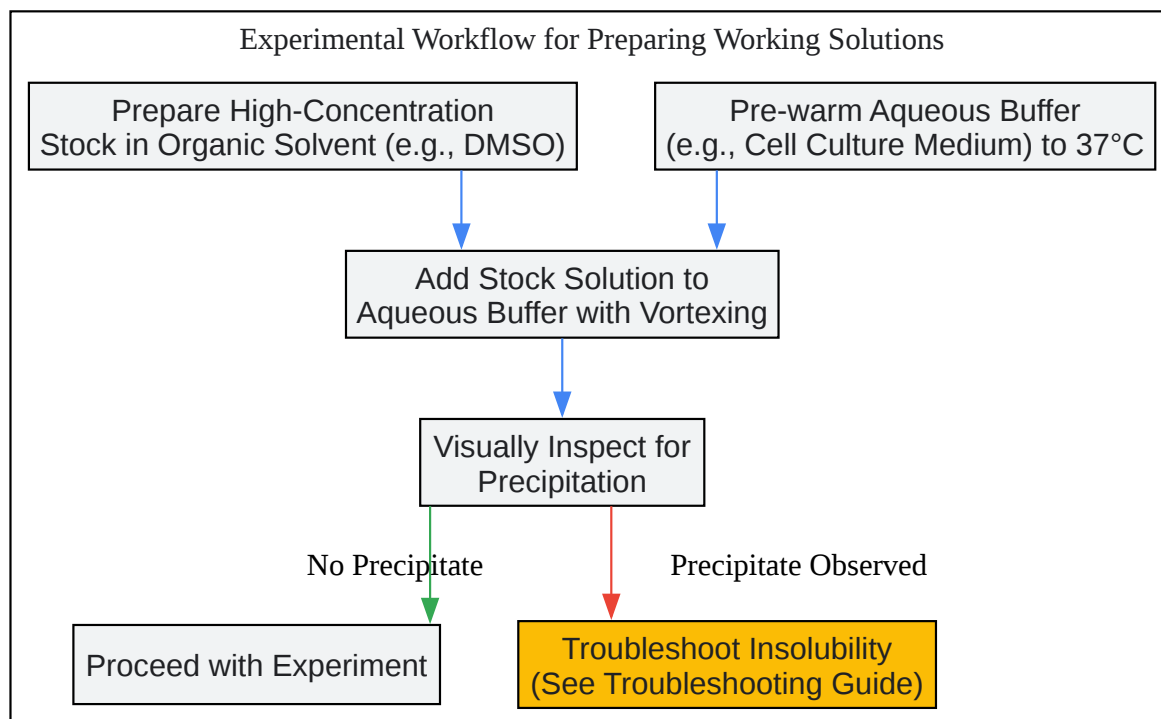 Experimental Workflow for Preparing Working Solutions
Prepare High-Concentration
Stock in Organic Solvent (e.g., DMSO)
Pre-warm Aqueous Buffer
(e.g., Cell Culture Medium) to 37°C
Add Stock Solution to
Aqueous Buffer with Vortexing
Visually Inspect for
Precipitation
No Precipitate
Precipitate Observed
Proceed with Experiment
Troubleshoot Insolubility
(See Troubleshooting Guide)